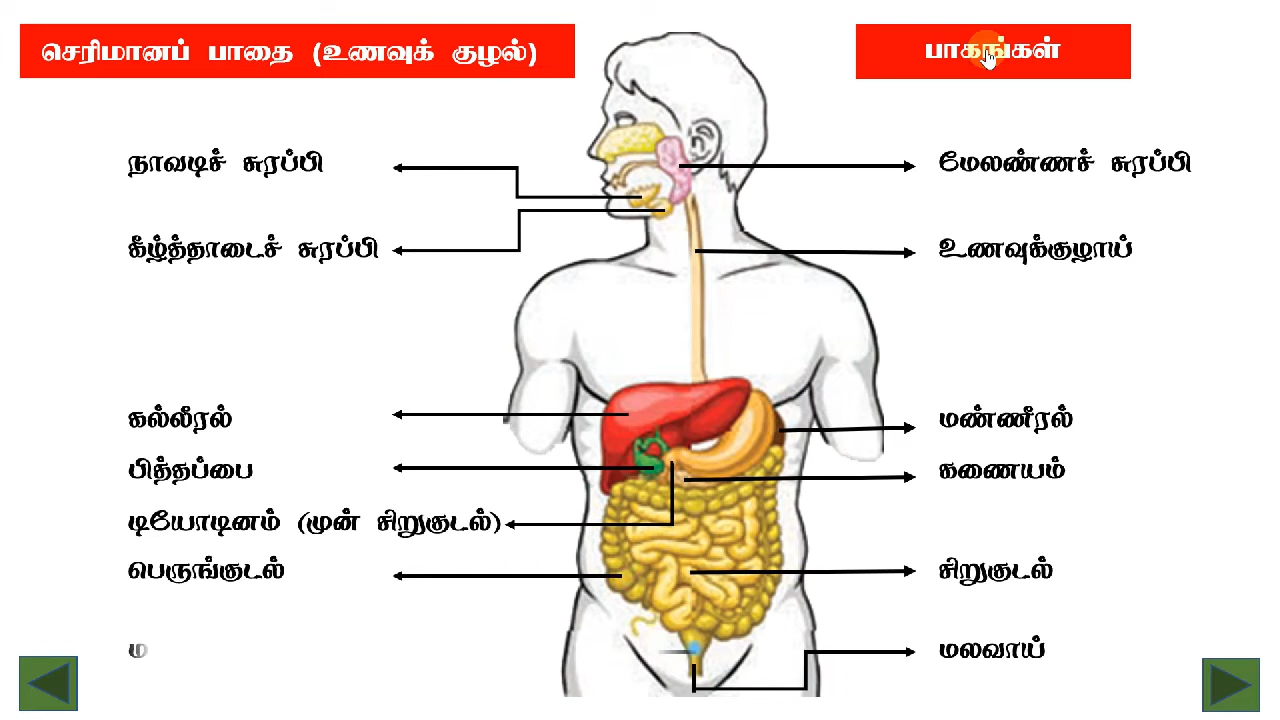 செரிமானப் பாதை (உணவுக் குழல்)
பாகங்கள்
நாவடிச் சுரப்பி
மேலண்ணச் சுரப்பி
கீழ்த்தாடைச் சுரப்பி
உணவுக்குழாய்
கல்லீரல்
மண்ணீரல்
பித்தப்பை
கணையம்
டியோடினம் (முன் சிறுகுடல்)
பெருங்குடல்
சிறுகுடல்
ம
மலவாய்